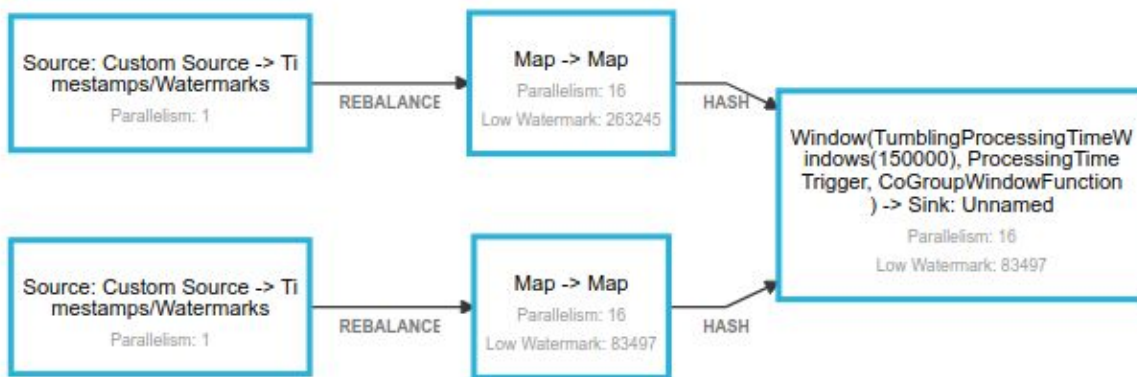 Source: Custom Source -> Ti
mestamps/Watermarks
Parallelism: 1
REBALANCE
Map -> Map
Parallelism: 16
Low Watermark: 263245
HASH
Window(TumblingProcessingTimeW
indows(150000), ProcessingTime
Trigger, CoGroupWindowFunction
) -> Sink: Unnamed
Parallelism: 16
Low Watermark: 83497
Source: Custom Source -> Ti
mestamps/Watermarks
Parallelism: 1
REBALANCE
Map -> Map
Parallelism: 16
Low Watermark: 83497
HASH